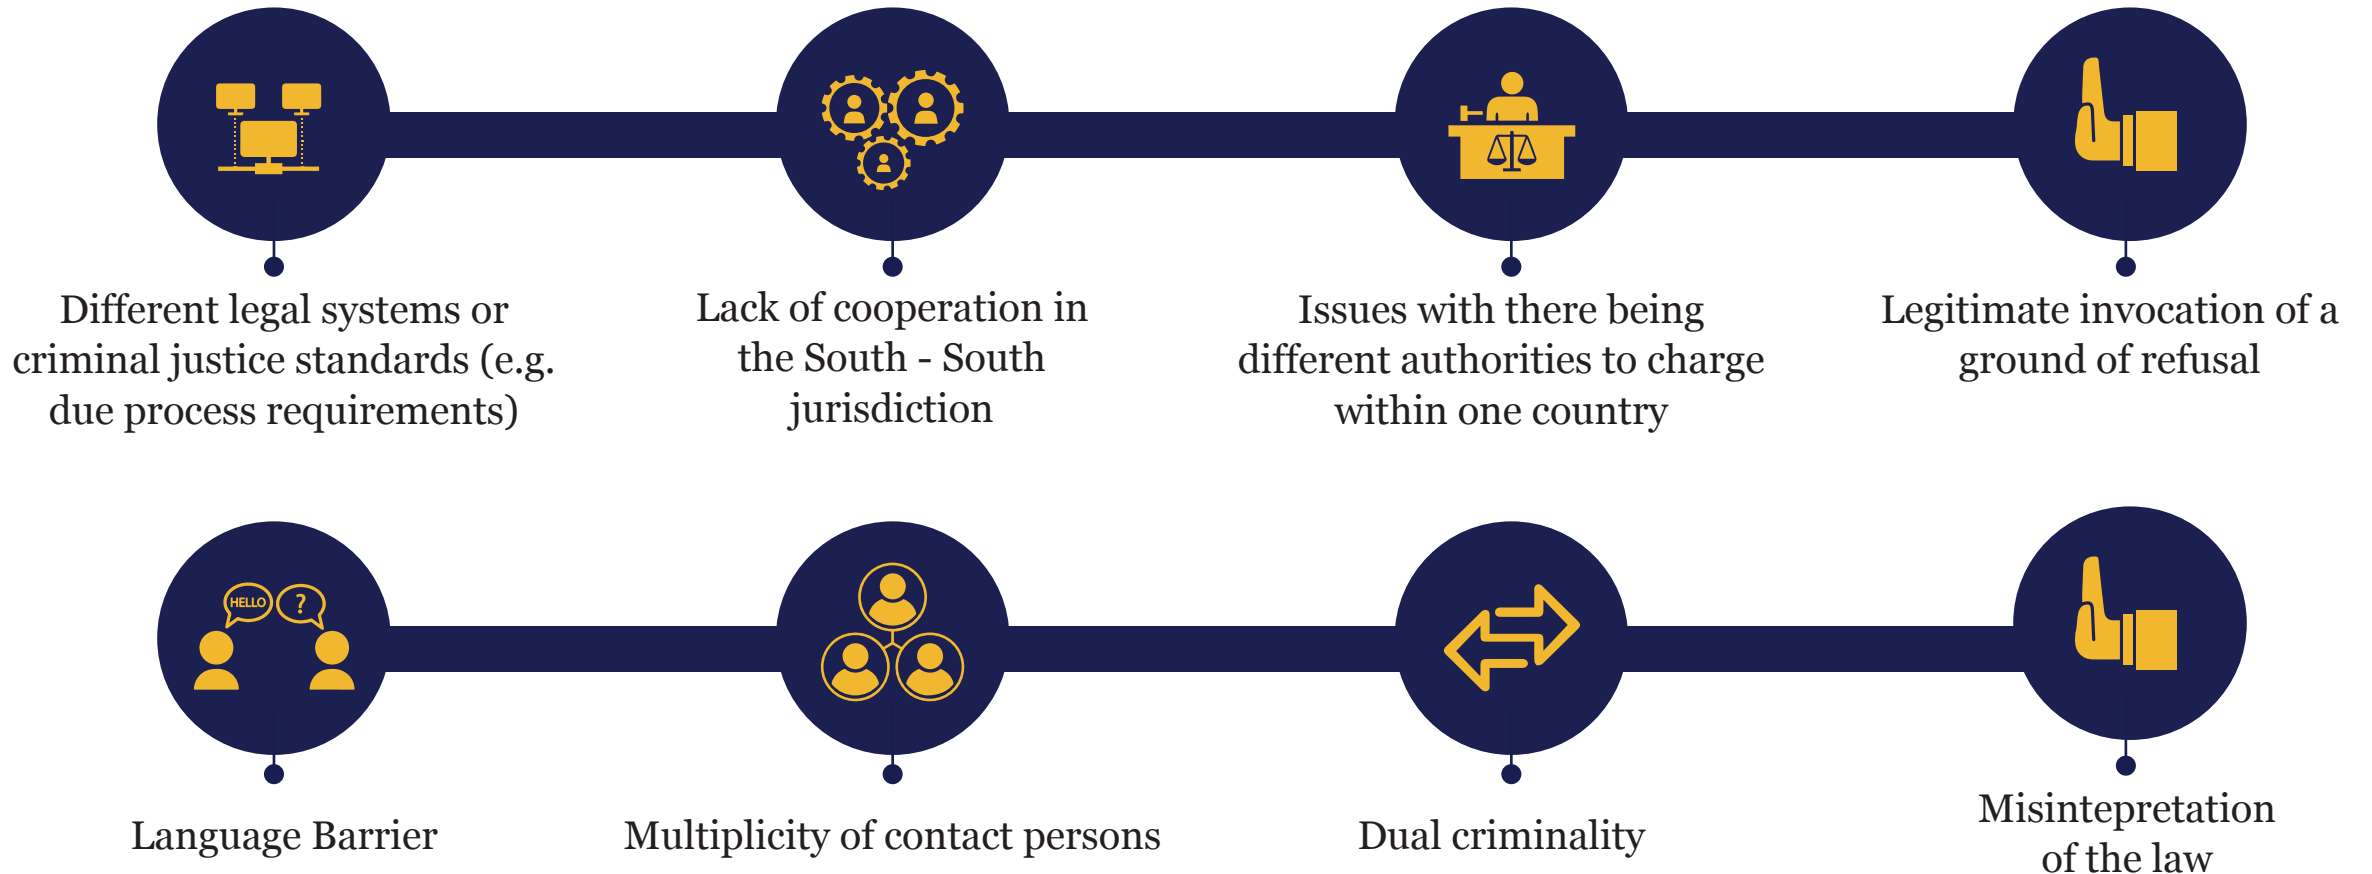 Different legal systems or
criminal justice standards (e.g.
due process requirements)
Lack of cooperation in
the South - South
jurisdiction
Issues with there being
different authorities to charge
within one country
Legitimate invocation of a
ground of refusal
HELLO
?
Language Barrier
Multiplicity of contact persons
Dual criminality
Misintepretation
of the law